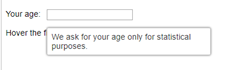 Your age:
Hover the f
We ask for your age only for statistical
purposes.